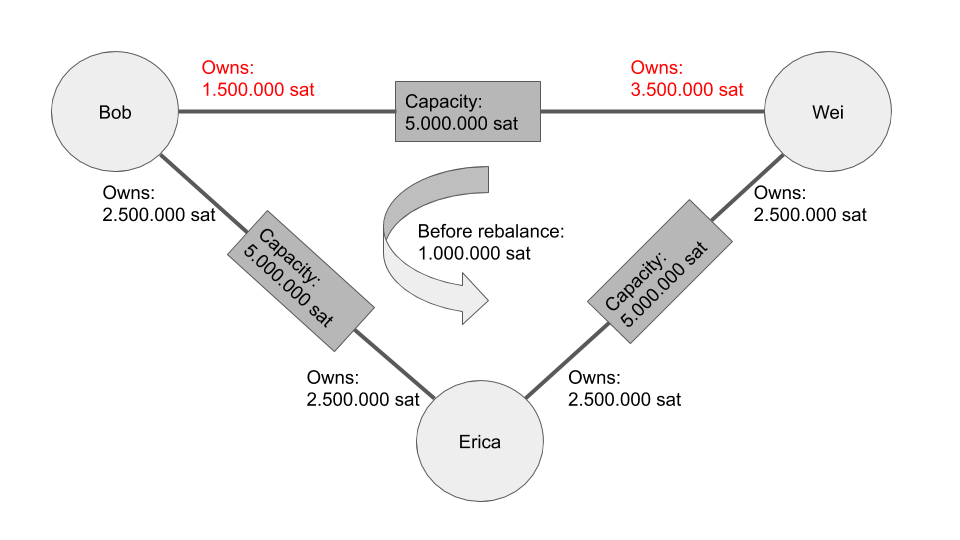 Owns:
1.500.000 sat
Owns:
3.500.000 sat
Bob
Capacity:
5.000.000 sat
Wei
Owns:
2.500.000 sat
Owns:
2.500.000 sat
Before rebalance:
1.000.000 sat
Capacity:
5.000.000 sat
Capacity:
5.000.000 sat
Owns:
2.500.000 sat
Owns:
2.500.000 sat
Erica